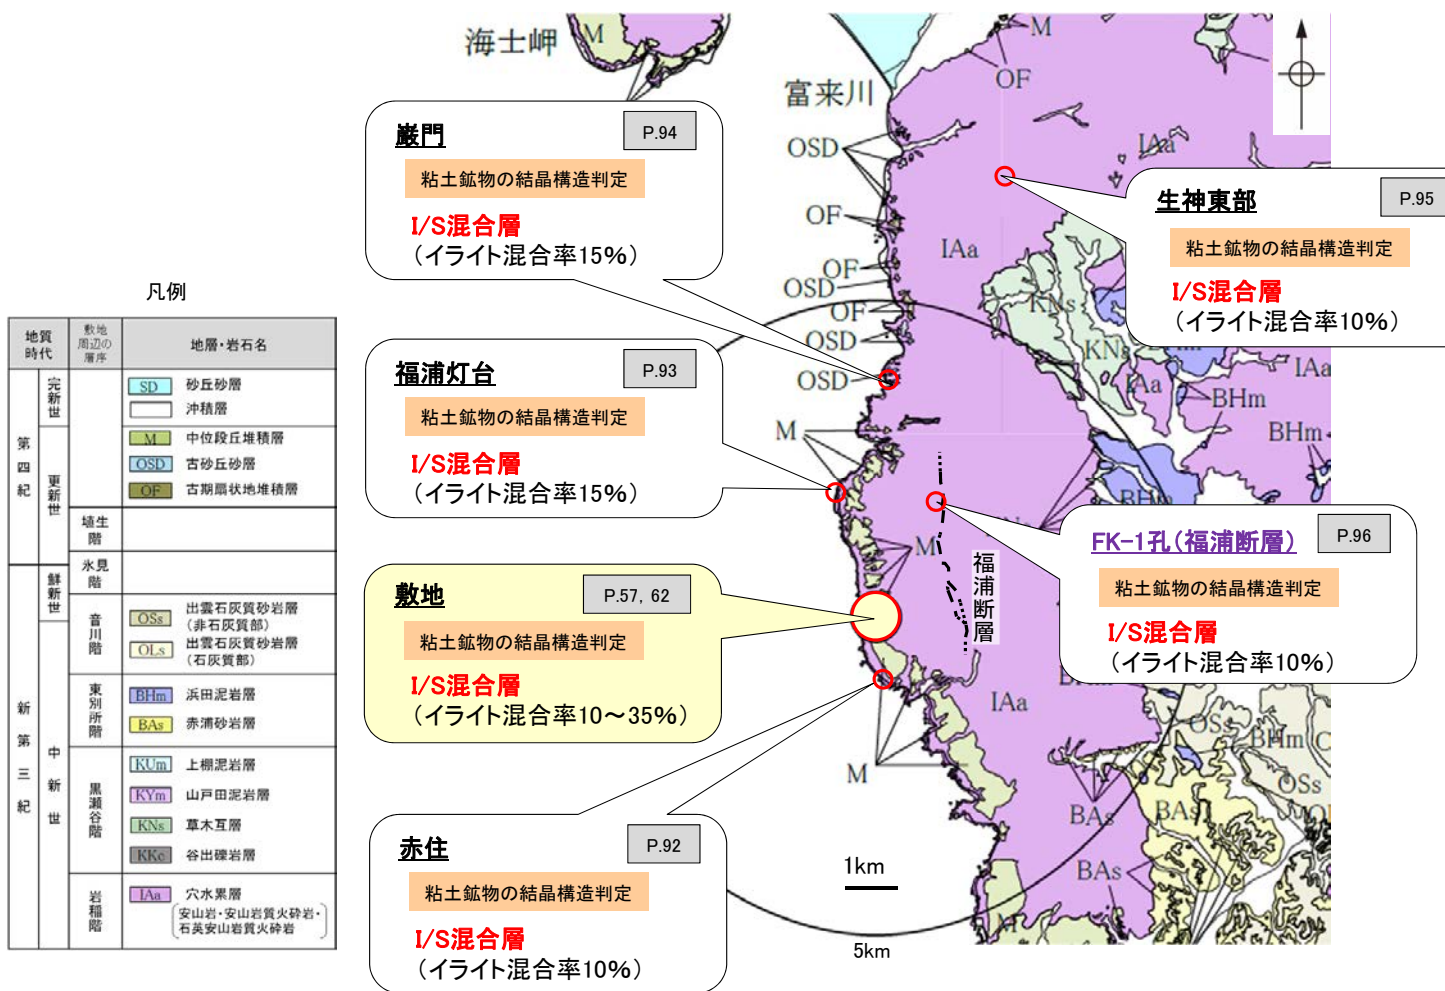 海士岬
富来川
M
M
OF
OSD
OF
OF
OSD
OF
OSD
OSD
M
IAa
IAa
KNs
KNs
IAa
IAa
BHm
BHm
BHm
M
福浦断層
IAa
M
OSs
BHm
OSs
BAs
BAs
BAs
1km
5km
巌門
P.94
粘土鉱物の結晶構造判定
I/S混合層
(イライト混合率15%)
生神東部
P.95
粘土鉱物の結晶構造判定
I/S混合層
(イライト混合率10%)
福浦灯台
P.93
粘土鉱物の結晶構造判定
I/S混合層
(イライト混合率15%)
FK-1孔(福浦断層)
P.96
粘土鉱物の結晶構造判定
I/S混合層
(イライト混合率10%)
敷地
P.57, 62
粘土鉱物の結晶構造判定
I/S混合層
(イライト混合率10~35%)
赤住
P.92
粘土鉱物の結晶構造判定
I/S混合層
(イライト混合率10%)
凡例
地質時代
敷地周辺の層序
地層・岩石名
第四紀
完新世
SD 砂丘砂層
沖積層
更新世
M 中位段丘堆積層
OSD 古砂丘砂層
OF 古期扇状地堆積層
埴生階
新第三紀
鮮新世
氷見階
中新世
音川階
OSs 出雲石灰質砂岩層
(非石灰質部)
OLs 出雲石灰質砂岩層
(石灰質部)
東別所階
BHm 浜田泥岩層
BAs 赤浦砂岩層
黒瀬谷階
KUm 上棚泥岩層
KYm 山戸田泥岩層
KNs 草木互層
KKc 谷出礫岩層
岩稲階
IAa 穴水累層
安山岩・安山岩質火砕岩・
石英安山岩質火砕岩